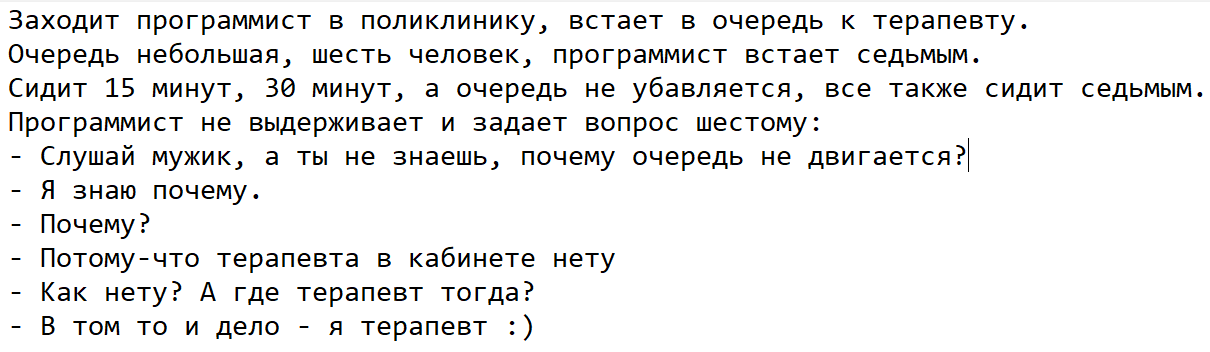 Заходит программист в поликлинику, встает в очередь к терапевту.
Очередь небольшая, шесть человек, программист встает седьмым.
Сидит 15 минут, 30 минут, а очередь не убавляется, все также сидит седьмым.
Программист не выдерживает и задает вопрос шестому:
- Слушай мужик, а ты не знаешь, почему очередь не двигается?
- Я знаю почему.
- Почему?
- Потому-что терапевта в кабинете нету
- Как нету? А где терапевт тогда?
- В том то и дело - я терапевт :)